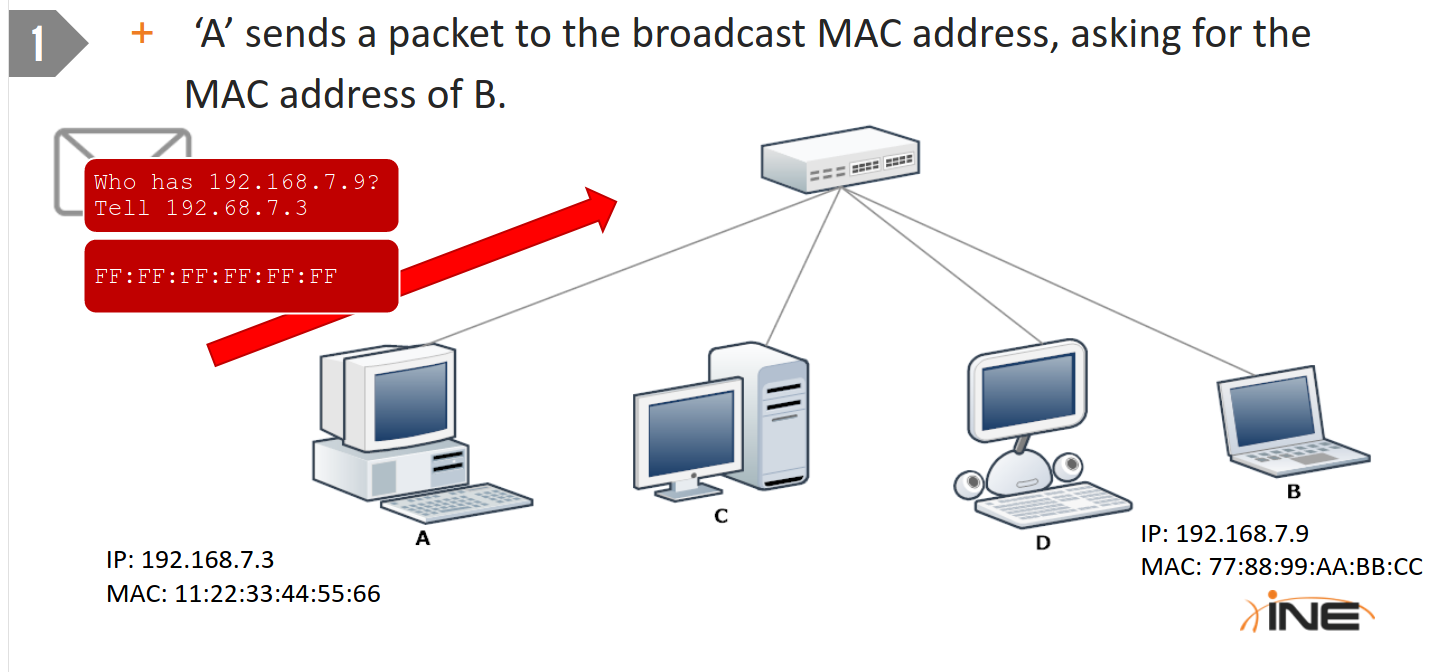 1
+ ‘A’ sends a packet to the broadcast MAC address, asking for the
MAC address of B.
Who has 192.168.7.9?
Tell 192.68.7.3
FF:FF:FF:FF:FF:FF
A
C
D
B
IP: 192.168.7.3
MAC: 11:22:33:44:55:66
IP: 192.168.7.9
MAC: 77:88:99:AA:BB:CC
INE